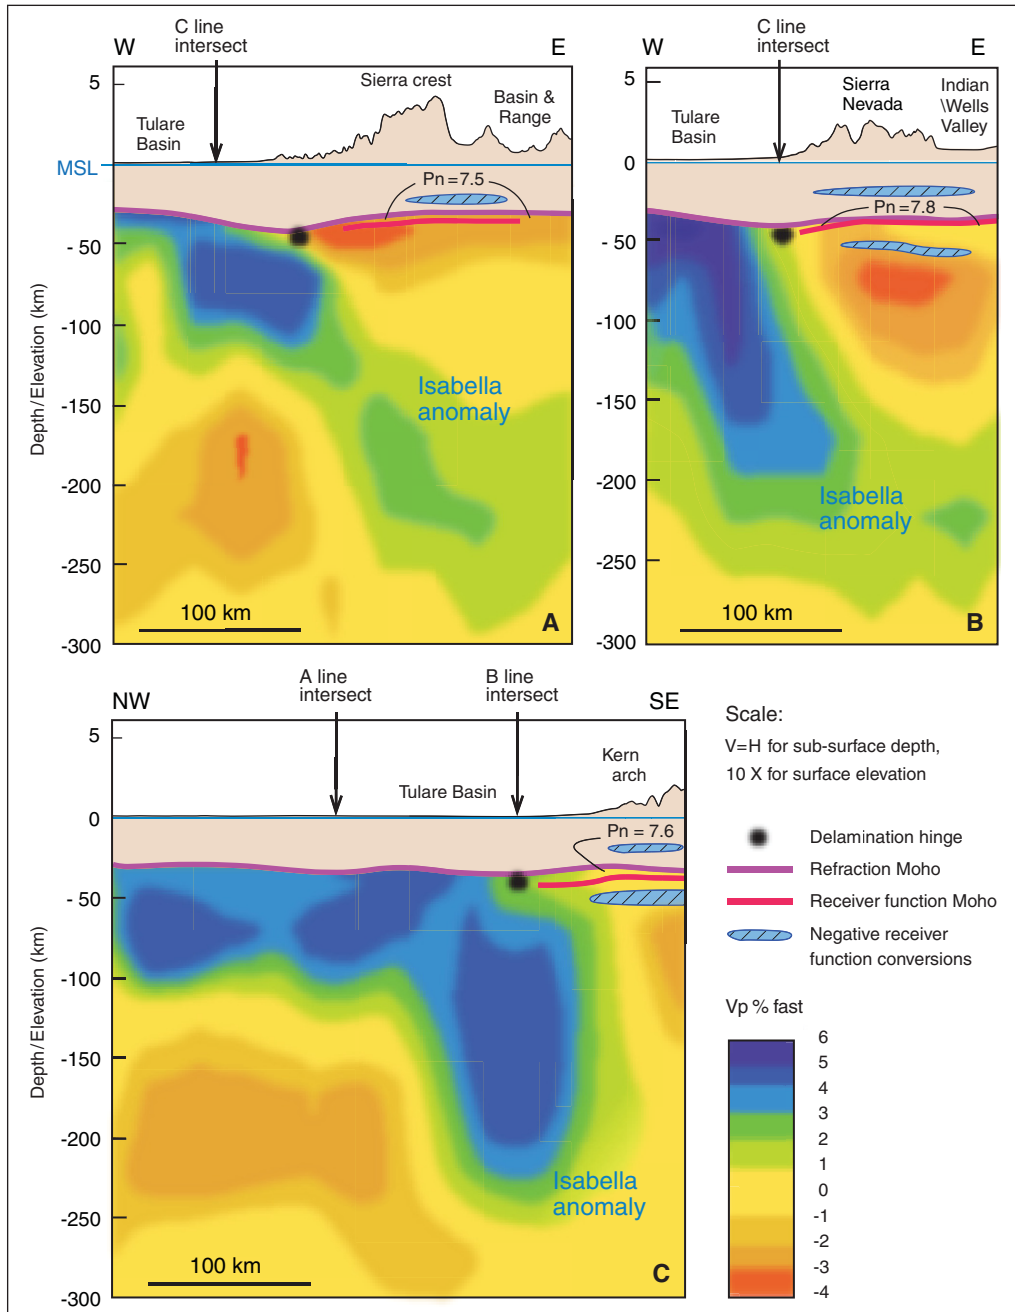 C line
intersect
W
E
5
Sierra crest
Basin &
Range
Tulare
Basin
MSL
Pn=7.5
-50
-100
-150
-200
-250
-300
Depth/Elevation (km)
Isabella
anomaly
100 km
A
C line
intersect
W
E
5
Sierra
Nevada
Indian
\Wells
Valley
Tulare
Basin
0
Pn=7.8
-50
-100
-150
-200
-250
-300
Isabella
anomaly
100 km
B
A line
intersect
B line
intersect
NW
SE
5
Kern
arch
Tulare Basin
0
Pn = 7.6
- 50
-100
-150
-200
-250
-300
Depth/Elevation (km)
Isabella
anomaly
100 km
C
Scale:
V=H for sub-surface depth,
10 X for surface elevation
Delamination hinge
Refraction Moho
Receiver function Moho
Negative receiver
function conversions
Vp % fast
6
5
4
3
2
1
0
-1
-2
-3
-4